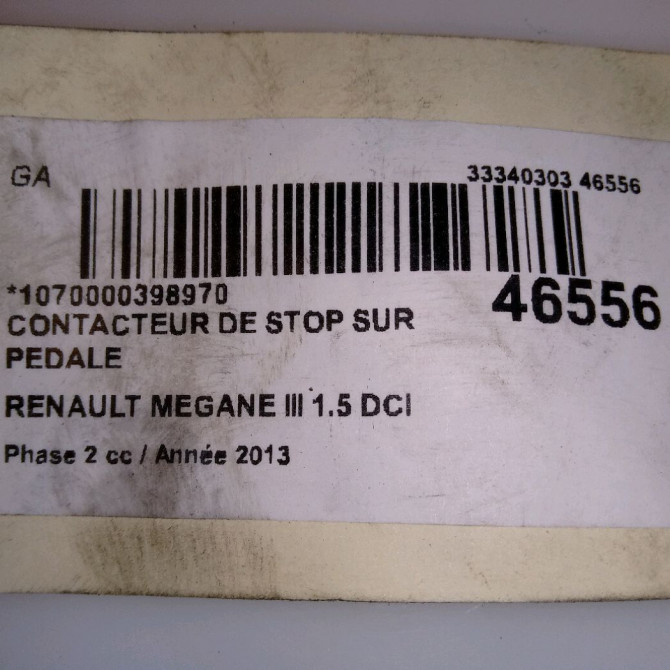 GA
33340303 46556
*1070000398970
46556
CONTACTEUR DE STOP SUR
PEDALE
RENAULT MEGANE III 1.5 DCI
Phase 2 cc / Année 2013